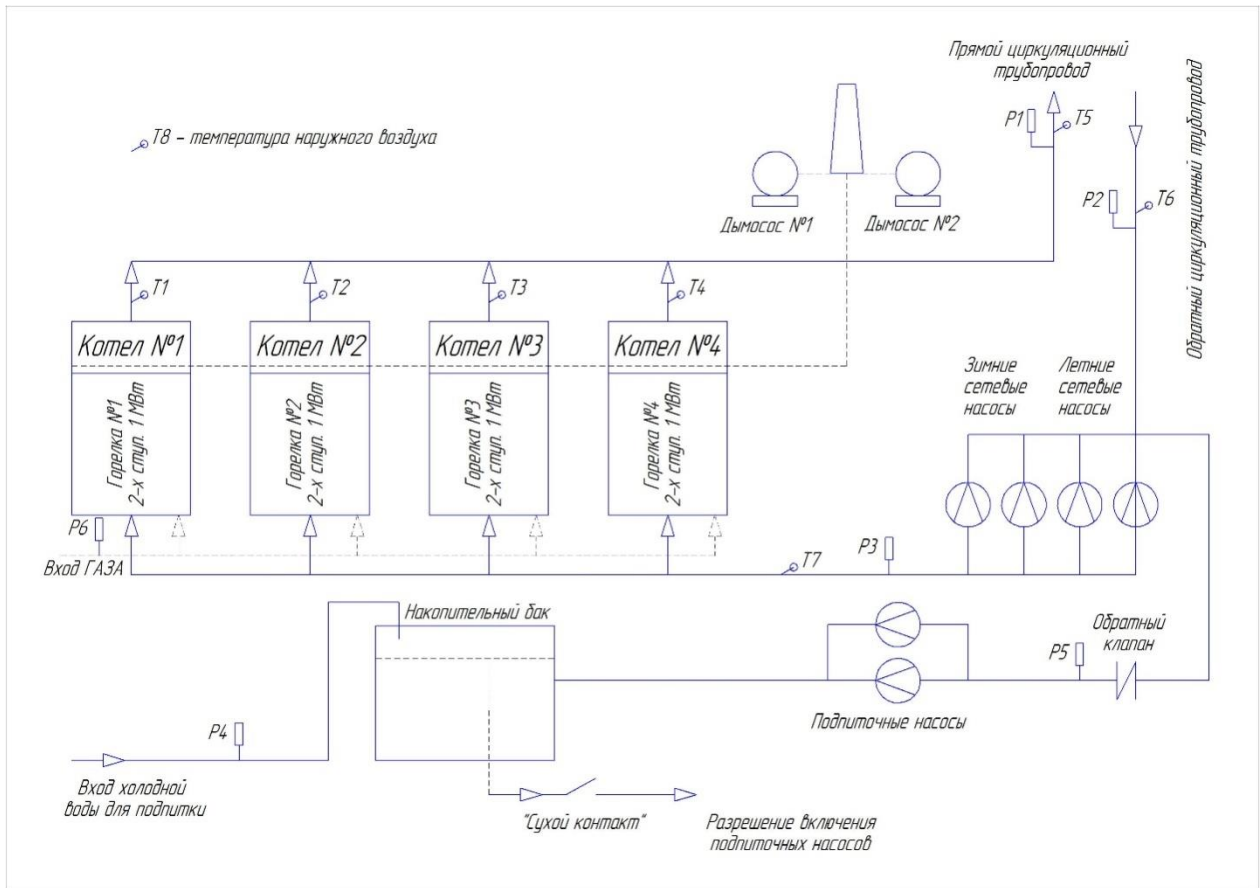 Прямой циркуляционный
трубопровод
Обратный циркуляционный трубопровод
P1
T5
T8 - температура наружного воздуха
P2
T6
Дымосос №1
Дымосос №2
T1
T2
T3
T4
Котел №1
Котел №2
Котел №3
Котел №4
Горелка №1
2-х ступ. 1 МВт
Горелка №2
2-х ступ. 1 МВт
Горелка №3
2-х ступ. 1 МВт
Горелка №4
2-х ступ. 1 МВт
Зимние
сетевые
насосы
Летние
сетевые
насосы
P6
Вход ГАЗА
T7
P3
Накопительный бак
Обратный
клапан
P5
Подпиточные насосы
P4
Вход холодной
воды для подпитки
"Сухой контакт"
Разрешение включения
подпиточных насосов